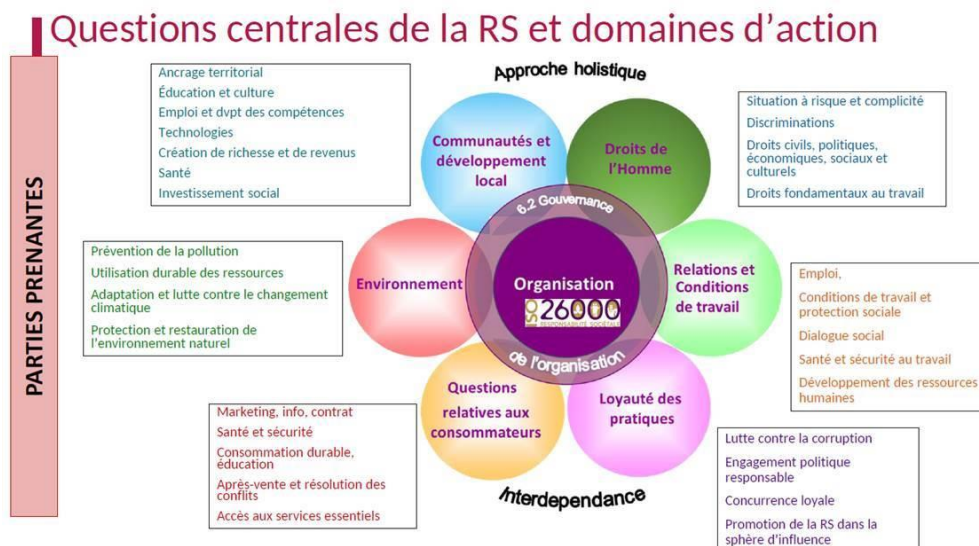 Questions centrales de la RS et domaines d'action
PARTIES PRENANTES
Approche holistique
Ancrage territorial
Éducation et culture
Emploi et dvpt des compétences
Technologies
Création de richesse et de revenus
Santé
Investissement social
Communautés et
développement
local
Droits de
l'Homme
Situation à risque et complicité
Discriminations
Droits civils, politiques,
économiques, sociaux et
culturels
Droits fondamentaux au travail
6.2 Gouvernance
de l'organisation
Organisation
ISO 26000
RESPONSABILITÉ SOCIÉTALE
Prévention de la pollution
Utilisation durable des ressources
Adaptation et lutte contre le changement
climatique
Protection et restauration de
l'environnement naturel
Environnement
Relations et
Conditions
de travail
Emploi,
Conditions de travail et
protection sociale
Dialogue social
Santé et sécurité au travail
Développement des ressources
humaines
Marketing, info, contrat
Santé et sécurité
Consommation durable,
éducation
Après-vente et résolution des
conflits
Accès aux services essentiels
Questions
relatives aux
consommateurs
Loyauté des
pratiques
Lutte contre la corruption
Engagement politique
responsable
Concurrence loyale
Promotion de la RS dans la
sphère d'influence
Interdependance